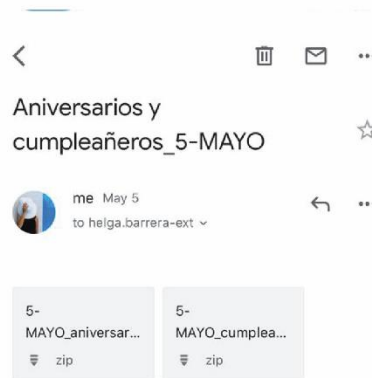 Aniversarios y
cumpleañeros_5-MAYO
me May 5
to helga.barrera-ext
5-
MAYO_aniversar...
zip
5-
MAYO_cumplea...
zip